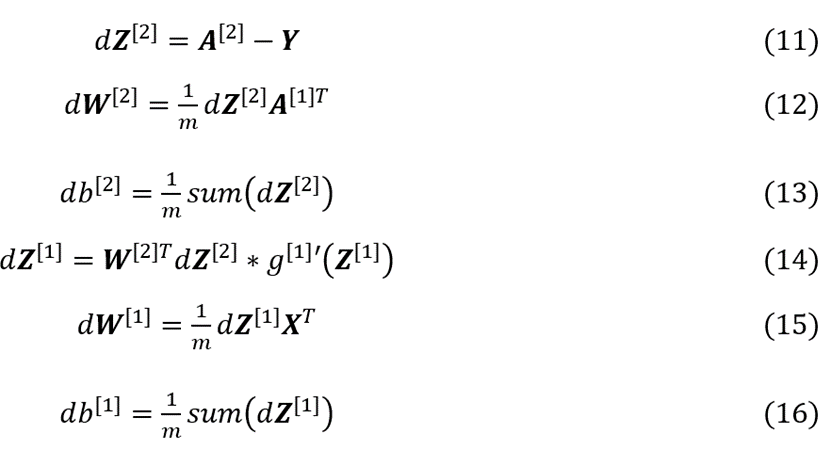 d𝒁^[2] = 𝑨^[2] − 𝒀 (11)
d𝑾^[2] = 1/m d𝒁^[2]𝑨^[1]T (12)
db^[2] = 1/m sum(d𝒁^[2]) (13)
d𝒁^[1] = 𝑾^[2]T d𝒁^[2] ∗ g^[1]′(𝒁^[1]) (14)
d𝑾^[1] = 1/m d𝒁^[1]𝑿^T (15)
db^[1] = 1/m sum(d𝒁^[1]) (16)